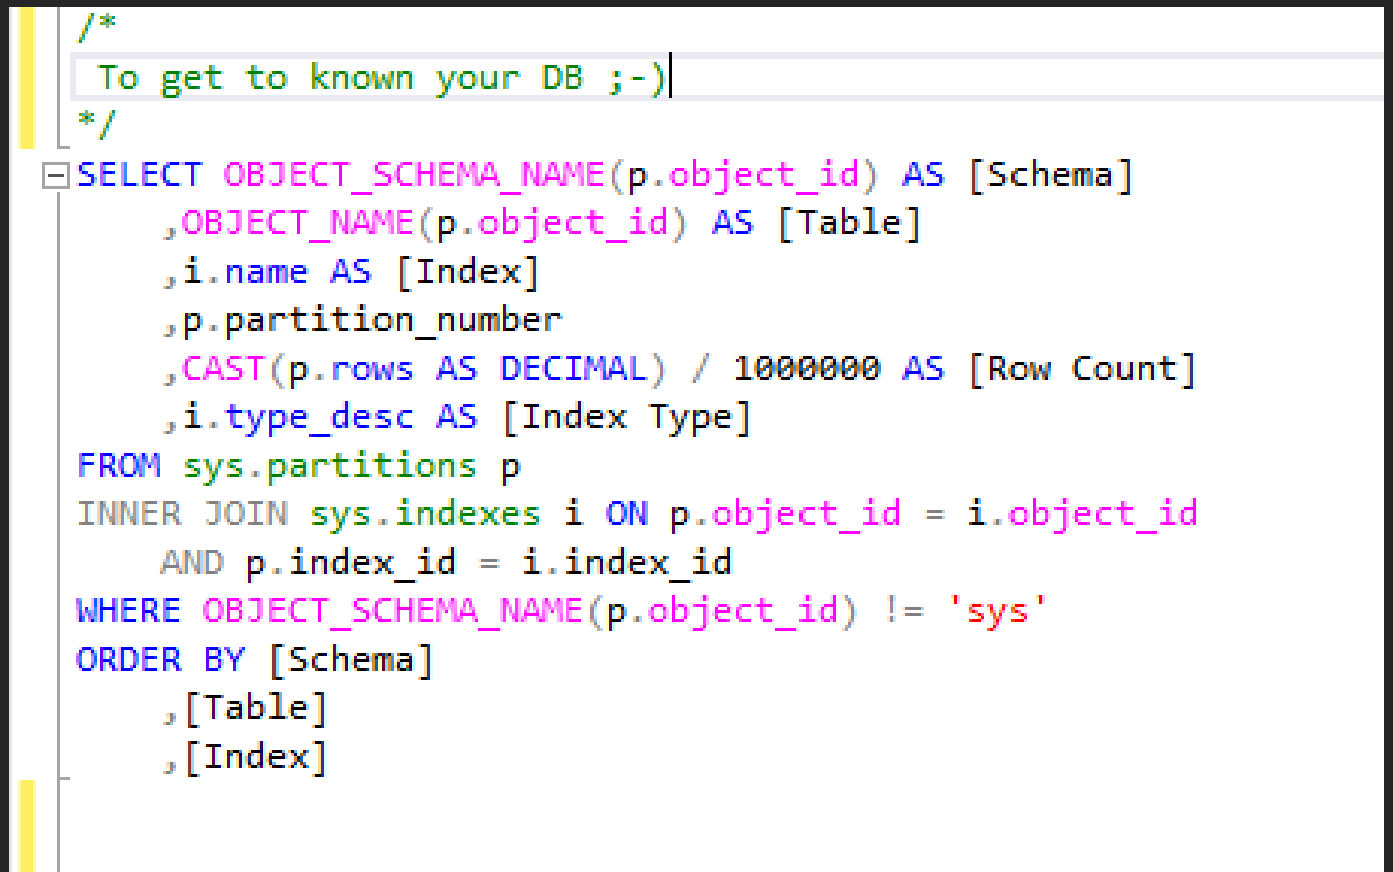 /*
 To get to known your DB ;-)
*/
SELECT OBJECT_SCHEMA_NAME(p.object_id) AS [Schema]
    ,OBJECT_NAME(p.object_id) AS [Table]
    ,i.name AS [Index]
    ,p.partition_number
    ,CAST(p.rows AS DECIMAL) / 1000000 AS [Row Count]
    ,i.type_desc AS [Index Type]
FROM sys.partitions p
INNER JOIN sys.indexes i ON p.object_id = i.object_id
    AND p.index_id = i.index_id
WHERE OBJECT_SCHEMA_NAME(p.object_id) != 'sys'
ORDER BY [Schema]
    ,[Table]
    ,[Index]